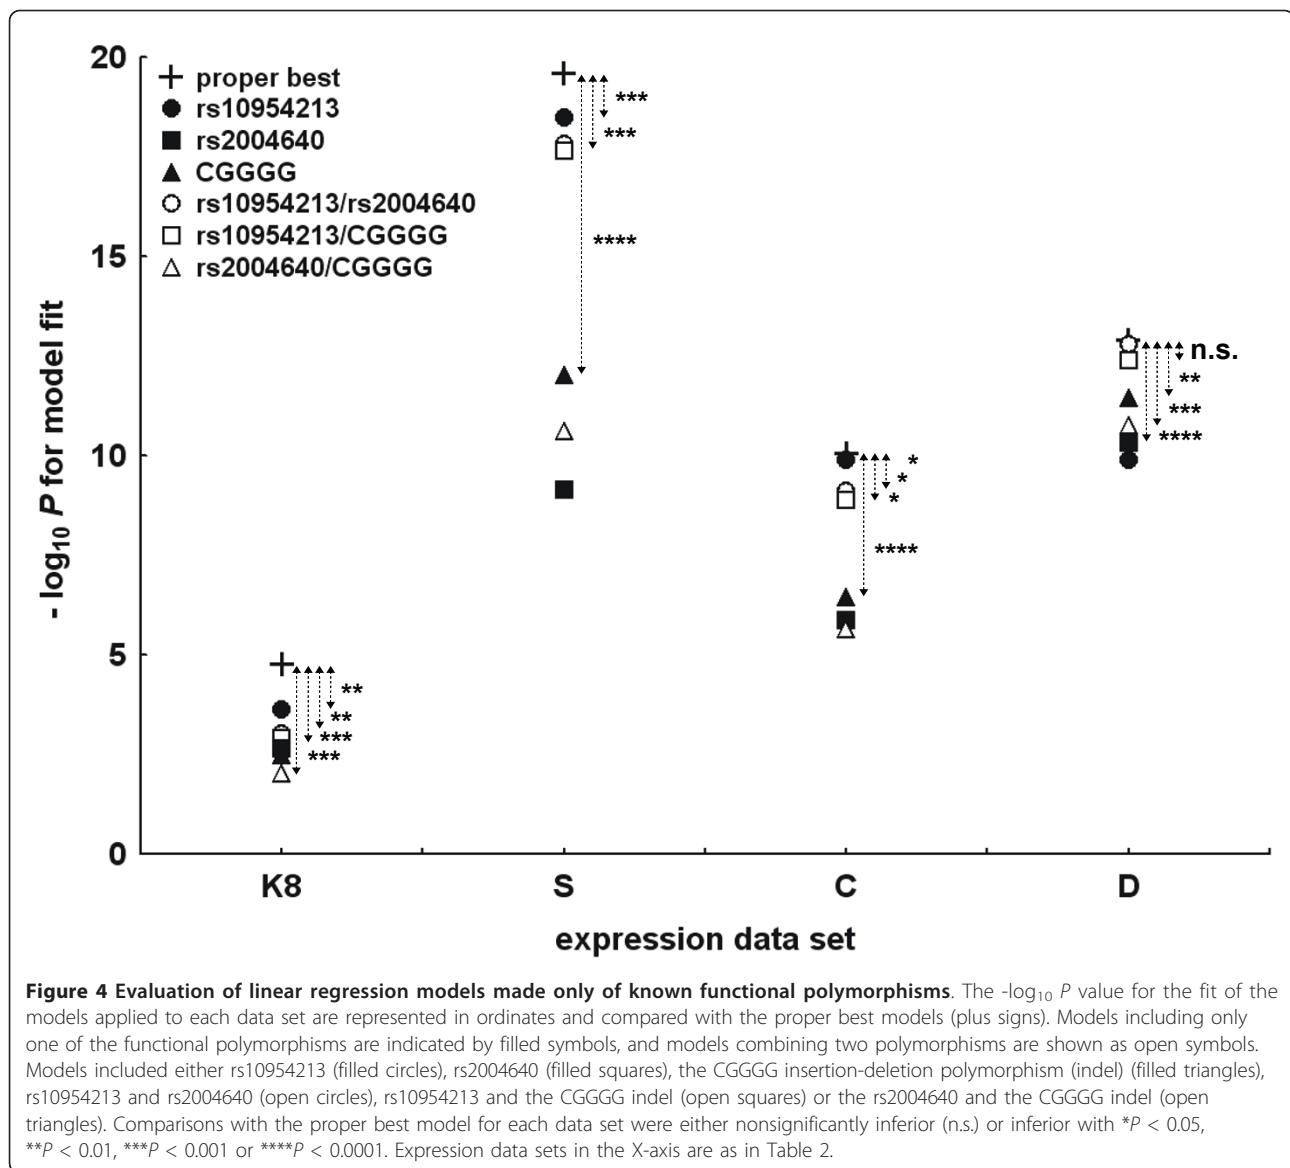 20
15
10
5
0
- log10 P for model fit
proper best
rs10954213
rs2004640
CGGGG
rs10954213/rs2004640
rs10954213/CGGGG
rs2004640/CGGGG
**
**
***
***
***
***
****
*
*
*
****
n.s.
**
***
****
K8 S C D
expression data set
Figure 4 Evaluation of linear regression models made only of known functional polymorphisms. The -log10 P value for the fit of the
models applied to each data set are represented in ordinates and compared with the proper best models (plus signs). Models including only
one of the functional polymorphisms are indicated by filled symbols, and models combining two polymorphisms are shown as open symbols.
Models included either rs10954213 (filled circles), rs2004640 (filled squares), the CGGGG insertion-deletion polymorphism (indel) (filled triangles),
rs10954213 and rs2004640 (open circles), rs10954213 and the CGGGG indel (open squares) or the rs2004640 and the CGGGG indel (open
triangles). Comparisons with the proper best model for each data set were either nonsignificantly inferior (n.s.) or inferior with *P < 0.05,
**P < 0.01, ***P < 0.001 or ****P < 0.0001. Expression data sets in the X-axis are as in Table 2.